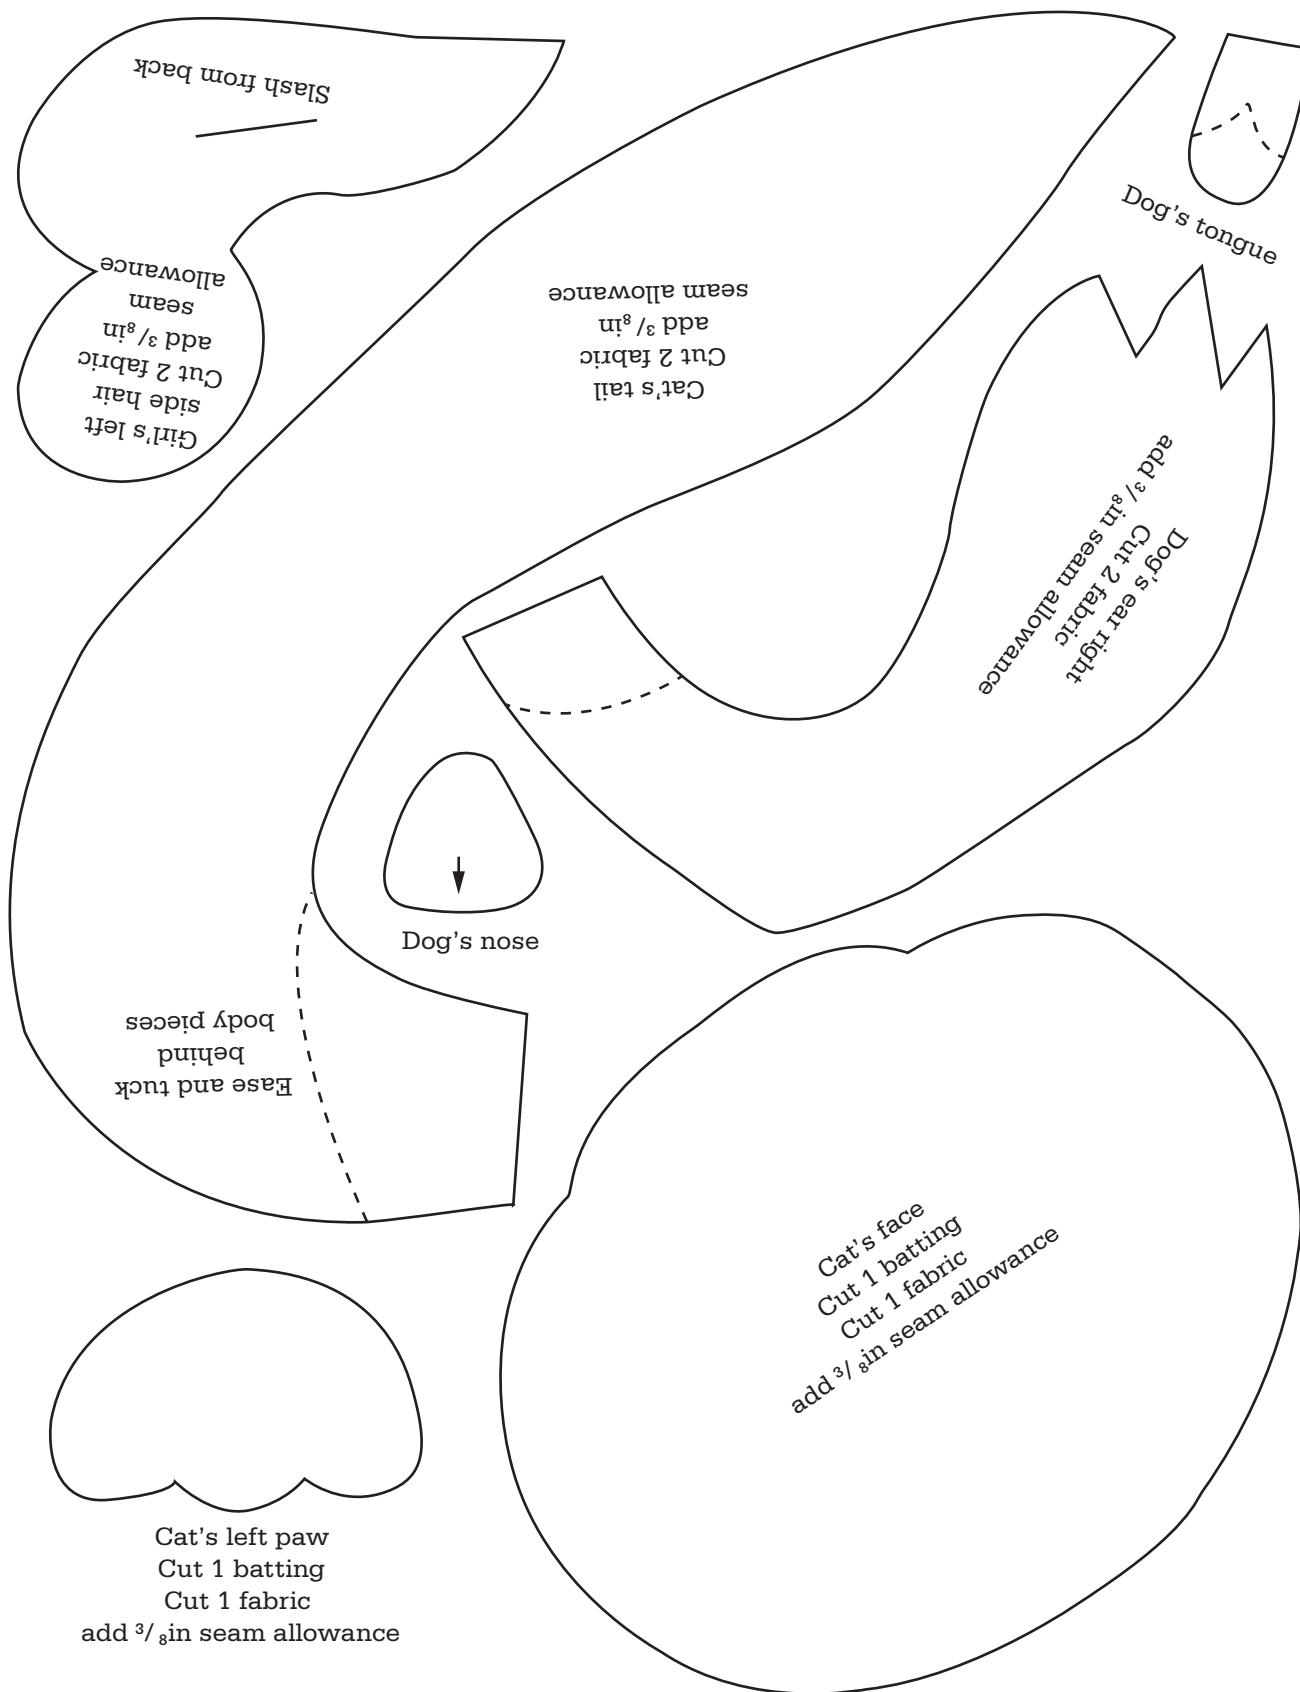 Slash from back
Girl's left
side hair
Cut 2 fabric
add 3/8in
seam
allowance
Cat's tail
Cut 2 fabric
add 3/8in
seam allowance
Dog's tongue
Dog's ear right
Cut 2 fabric
add 3/8in seam allowance
Dog's nose
Ease and tuck
behind
body pieces
Cat's face
Cut 1 batting
Cut 1 fabric
add 3/8in seam allowance
Cat's left paw
Cut 1 batting
Cut 1 fabric
add 3/8in seam allowance